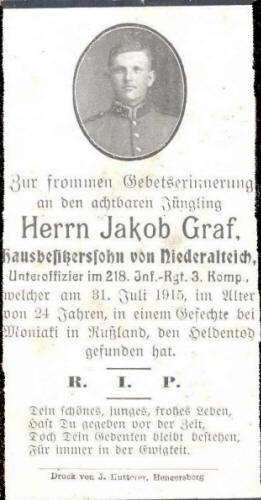 Zur frommen Gebetserinnerung
an den achtbaren Jüngling
Herrn Jakob Graf,
Hausbesitzerssohn von Niederalteich,
Unteroffizier im 218. Inf.-Rgt. 3. Komp.,
welcher am 31. Juli 1915, im Alter
von 24 Jahren, in einem Gefechte bei
Moniaki in Rußland, den Heldentod
gefunden hat.
R. I. P.
Dein schönes, junges, frohes Leben,
Hast Du gegeben vor der Zeit,
Doch Dein Gedenken bleibt bestehen,
Für immer in der Ewigkeit.
Druck von J. Hutterer, Hengersberg